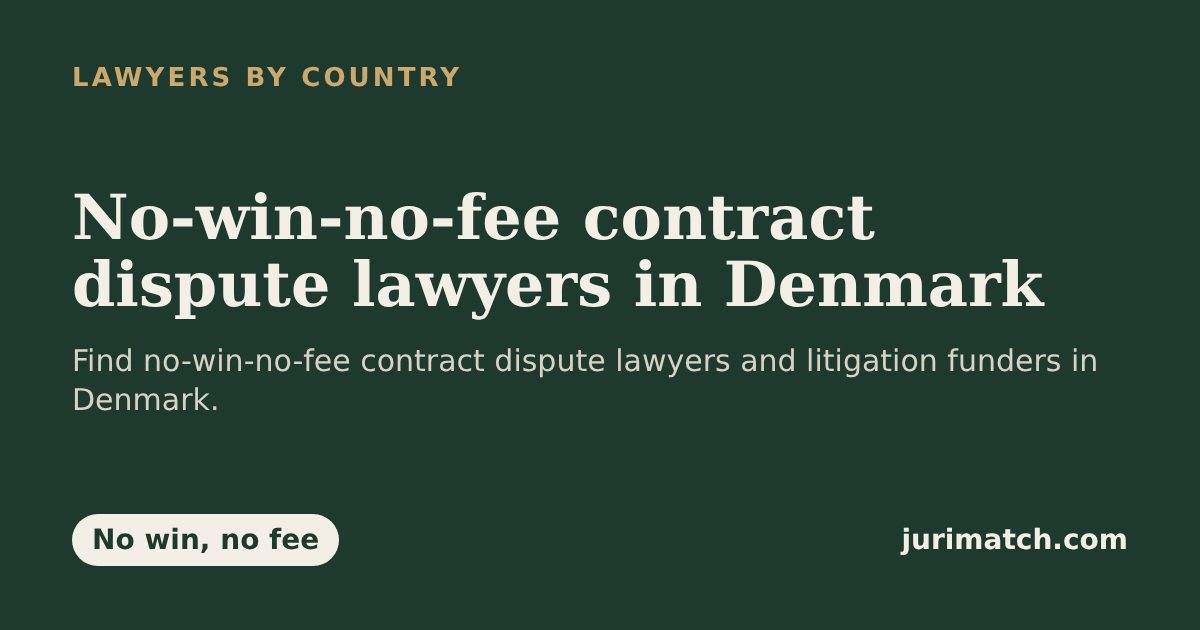 LAWYERS BY COUNTRY
No-win-no-fee contract
dispute lawyers in Denmark
Find no-win-no-fee contract dispute lawyers and litigation funders in
Denmark.
No win, no fee
jurimatch.com